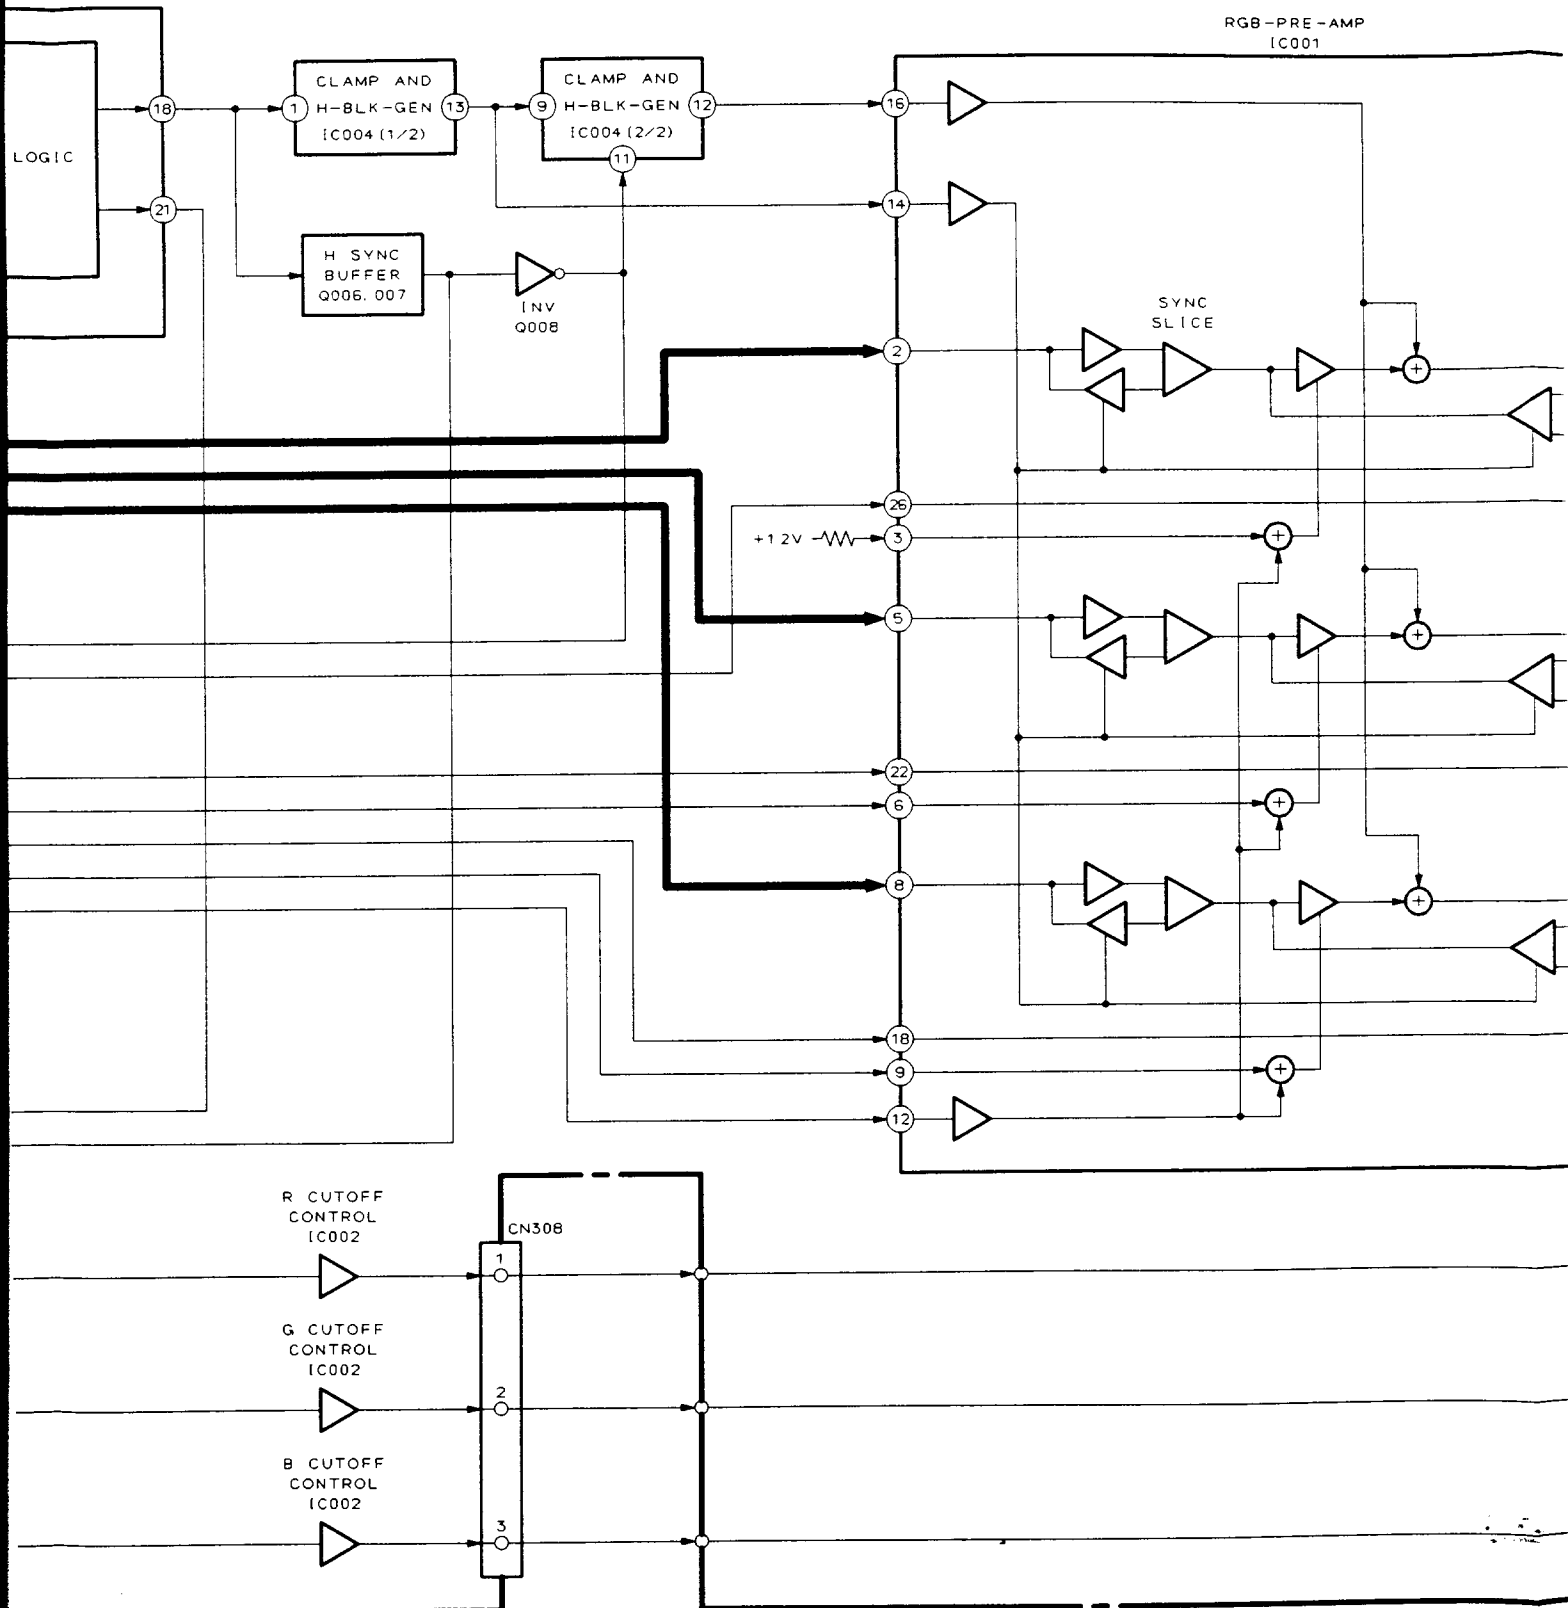 RGB-PRE-AMP
IC001
CLAMP AND
H-BLK-GEN
IC004 (1/2)
CLAMP AND
H-BLK-GEN
IC004 (2/2)
18
1
13
9
12
16
LOGIC
11
21
14
H SYNC
BUFFER
Q006, 007
INV
Q008
SYNC
SLICE
2
+
26
+12V
3
+
5
+
22
6
+
8
+
18
9
+
12
R CUTOFF
CONTROL
IC002
CN308
1
G CUTOFF
CONTROL
IC002
2
B CUTOFF
CONTROL
IC002
3